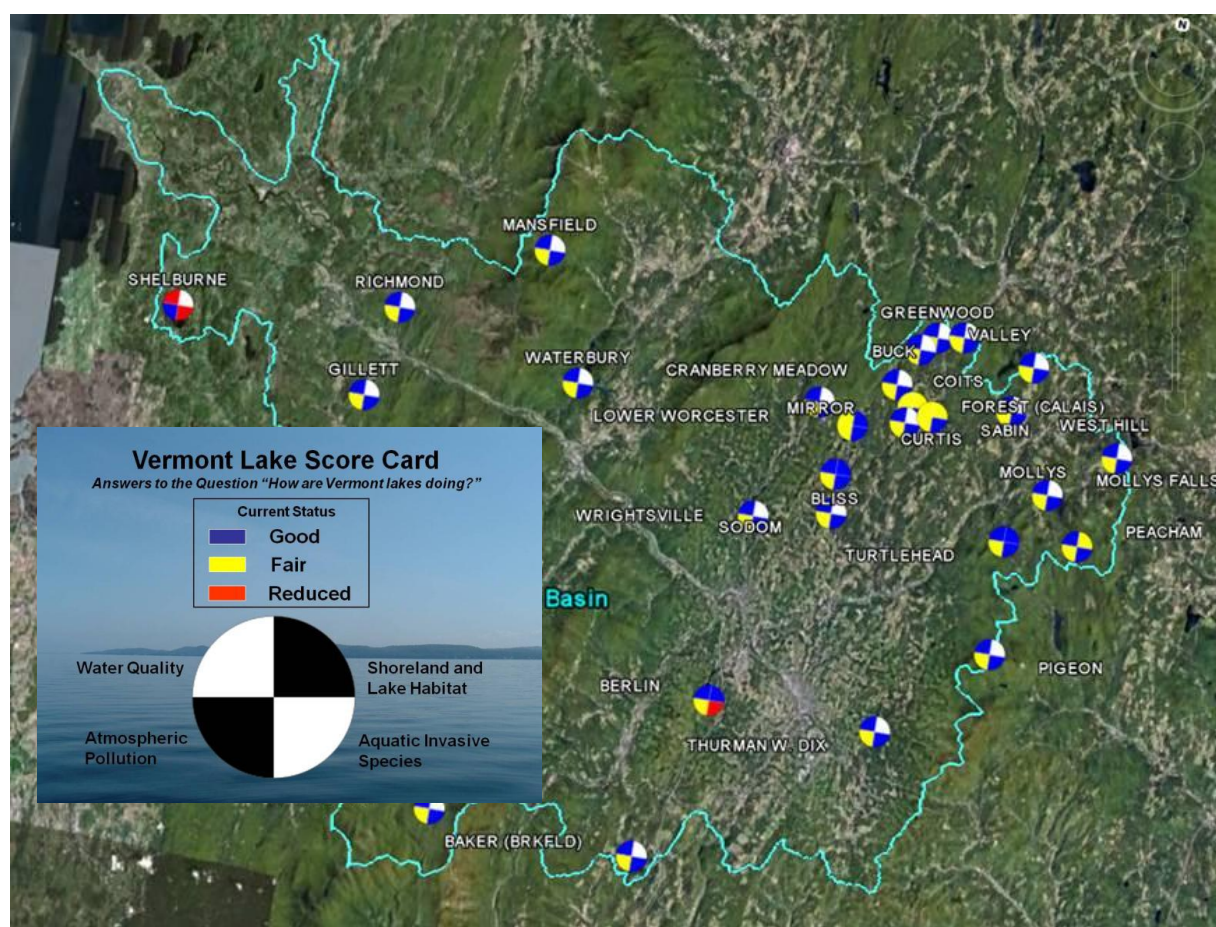 N
MANSFIELD
SHELBURNE
RICHMOND
GREENWOOD
VALLEY
BUCK
WATERBURY
CRANBERRY MEADOW
GILLETT
COITS
MIRROR
FOREST (CALAIS)
LOWER WORCESTER
WEST HILL
SABIN
CURTIS
MOLLYS
MOLLYS FALLS
BLISS
WRIGHTSVILLE
SODOM
PEACHAM
TURTLEHEAD
Basin
PIGEON
BERLIN
THURMAN W. DIX
BAKER (BRKFLD)
Vermont Lake Score Card
Answers to the Question “How are Vermont lakes doing?”
Current Status
Good
Fair
Reduced
Water Quality
Shoreland and
Lake Habitat
Atmospheric
Pollution
Aquatic Invasive
Species